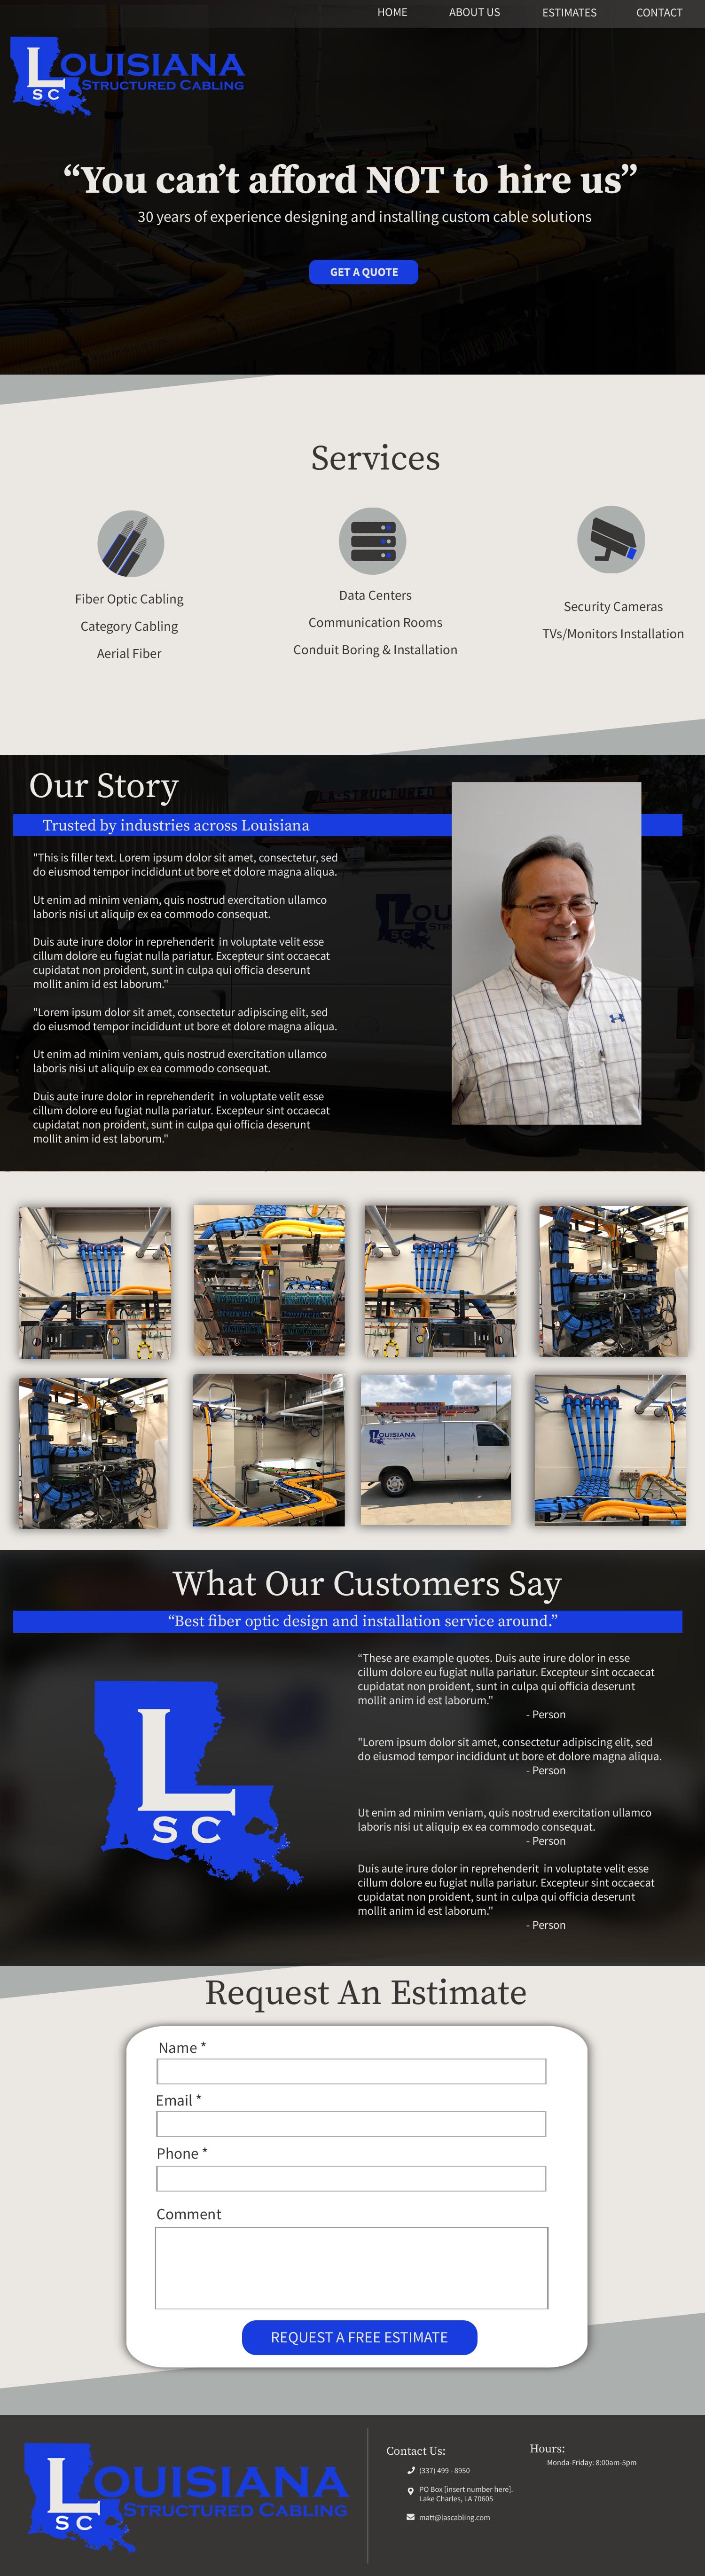 HOME ABOUT US ESTIMATES CONTACT
LOUISIANA
STRUCTURED CABLING
SC
“You can’t afford NOT to hire us”
30 years of experience designing and installing custom cable solutions
GET A QUOTE
Services
Fiber Optic Cabling
Category Cabling
Aerial Fiber
Data Centers
Communication Rooms
Conduit Boring & Installation
Security Cameras
TVs/Monitors Installation
Our Story
Trusted by industries across Louisiana
"This is filler text. Lorem ipsum dolor sit amet, consectetur, sed
do eiusmod tempor incididunt ut bore et dolore magna aliqua.
Ut enim ad minim veniam, quis nostrud exercitation ullamco
laboris nisi ut aliquip ex ea commodo consequat.
Duis aute irure dolor in reprehenderit in voluptate velit esse
cillum dolore eu fugiat nulla pariatur. Excepteur sint occaecat
cupidatat non proident, sunt in culpa qui officia deserunt
mollit anim id est laborum."
"Lorem ipsum dolor sit amet, consectetur adipiscing elit, sed
do eiusmod tempor incididunt ut bore et dolore magna aliqua.
Ut enim ad minim veniam, quis nostrud exercitation ullamco
laboris nisi ut aliquip ex ea commodo consequat.
Duis aute irure dolor in reprehenderit in voluptate velit esse
cillum dolore eu fugiat nulla pariatur. Excepteur sint occaecat
cupidatat non proident, sunt in culpa qui officia deserunt
mollit anim id est laborum."
LA-STRUCTURED
LOUISIANA
What Our Customers Say
“Best fiber optic design and installation service around.”
L
SC
“These are example quotes. Duis aute irure dolor in esse
cillum dolore eu fugiat nulla pariatur. Excepteur sint occaecat
cupidatat non proident, sunt in culpa qui officia deserunt
mollit anim id est laborum."
- Person
"Lorem ipsum dolor sit amet, consectetur adipiscing elit, sed
do eiusmod tempor incididunt ut bore et dolore magna aliqua.
- Person
Ut enim ad minim veniam, quis nostrud exercitation ullamco
laboris nisi ut aliquip ex ea commodo consequat.
- Person
Duis aute irure dolor in reprehenderit in voluptate velit esse
cillum dolore eu fugiat nulla pariatur. Excepteur sint occaecat
cupidatat non proident, sunt in culpa qui officia deserunt
mollit anim id est laborum."
- Person
Request An Estimate
Name *
Email *
Phone *
Comment
REQUEST A FREE ESTIMATE
LOUISIANA
STRUCTURED CABLING
SC
Contact Us:
(337) 499 - 8950
PO Box [insert number here].
Lake Charles, LA 70605
matt@lascabling.com
Hours:
Monda-Friday: 8:00am-5pm